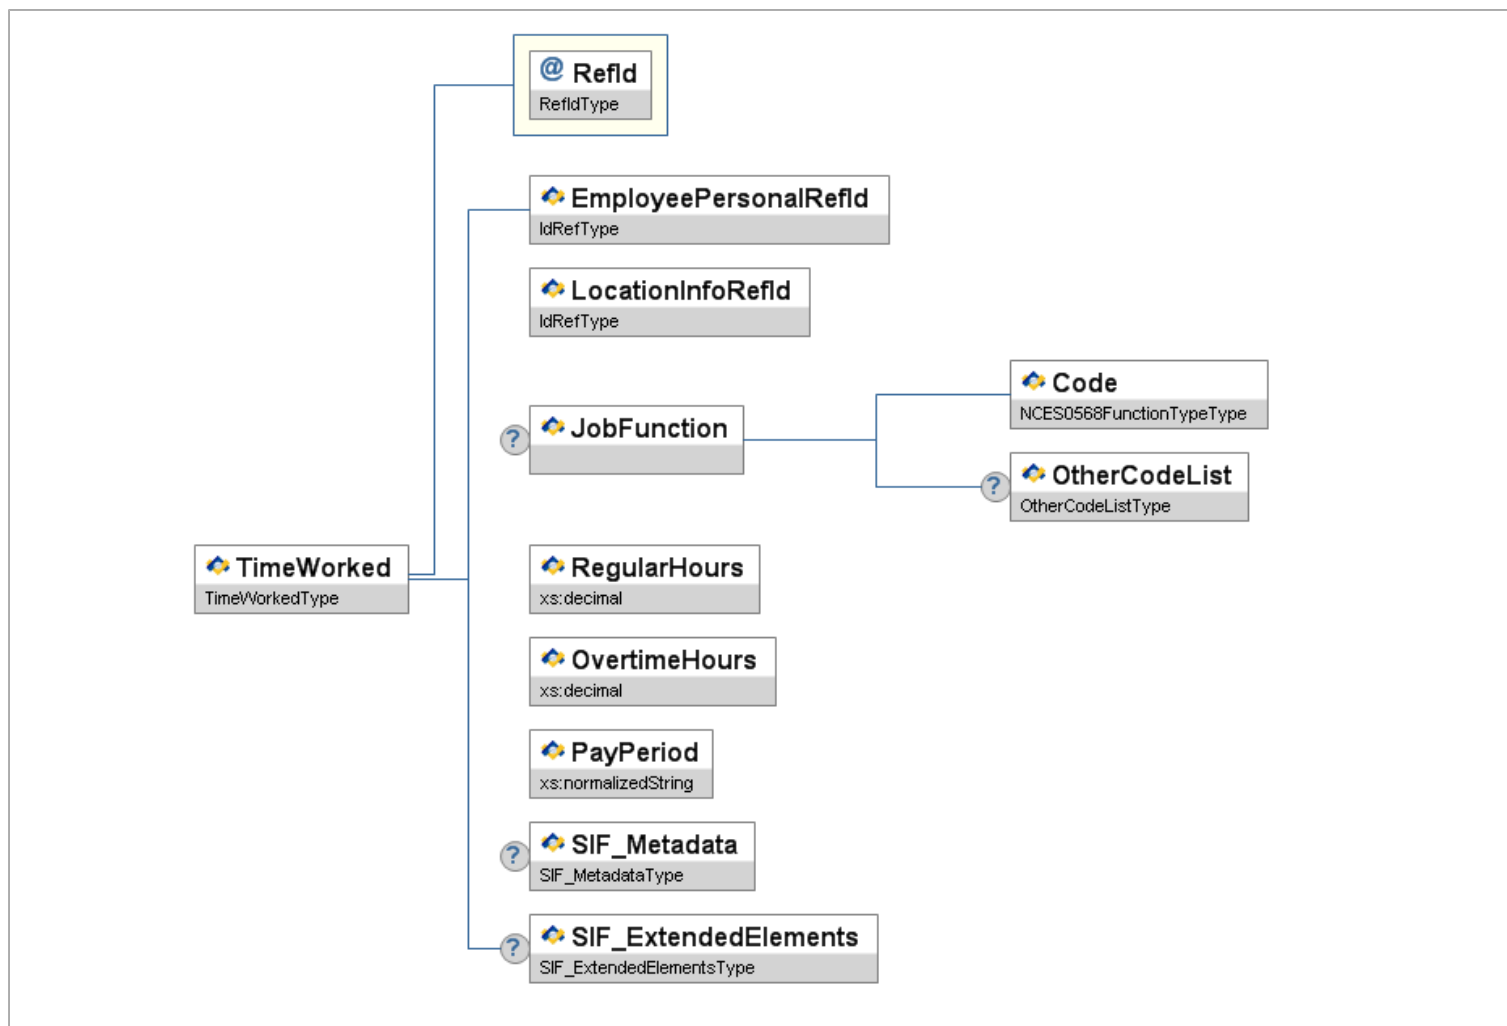 @ RefId
RefIdType
EmployeePersonalRefId
IdRefType
LocationInfoRefId
IdRefType
? JobFunction
Code
NCES0568FunctionTypeType
? OtherCodeList
OtherCodeListType
TimeWorked
TimeWorkedType
RegularHours
xs:decimal
OvertimeHours
xs:decimal
PayPeriod
xs:normalizedString
? SIF_Metadata
SIF_MetadataType
? SIF_ExtendedElements
SIF_ExtendedElementsType